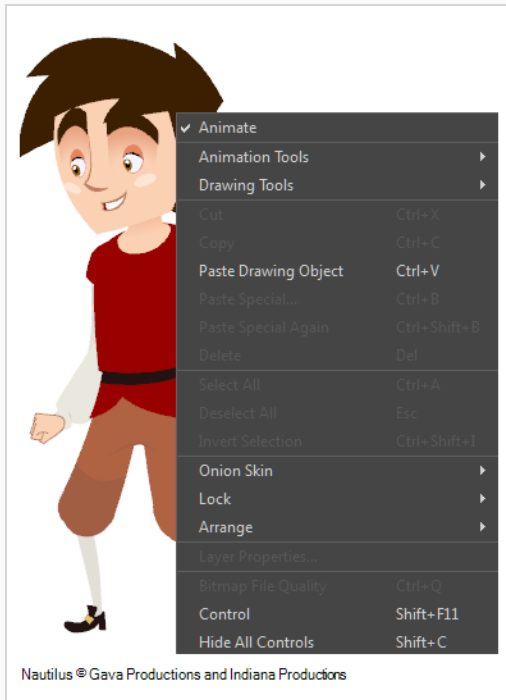 ✔ Animate
Animation Tools
Drawing Tools
Cut Ctrl+X
Copy Ctrl+C
Paste Drawing Object Ctrl+V
Paste Special... Ctrl+B
Paste Special Again Ctrl+Shift+B
Delete Del
Select All Ctrl+A
Deselect All Esc
Invert Selection Ctrl+Shift+I
Onion Skin
Lock
Arrange
Layer Properties...
Bitmap File Quality Ctrl+Q
Control Shift+F11
Hide All Controls Shift+C
Nautilus © Gava Productions and Indiana Productions